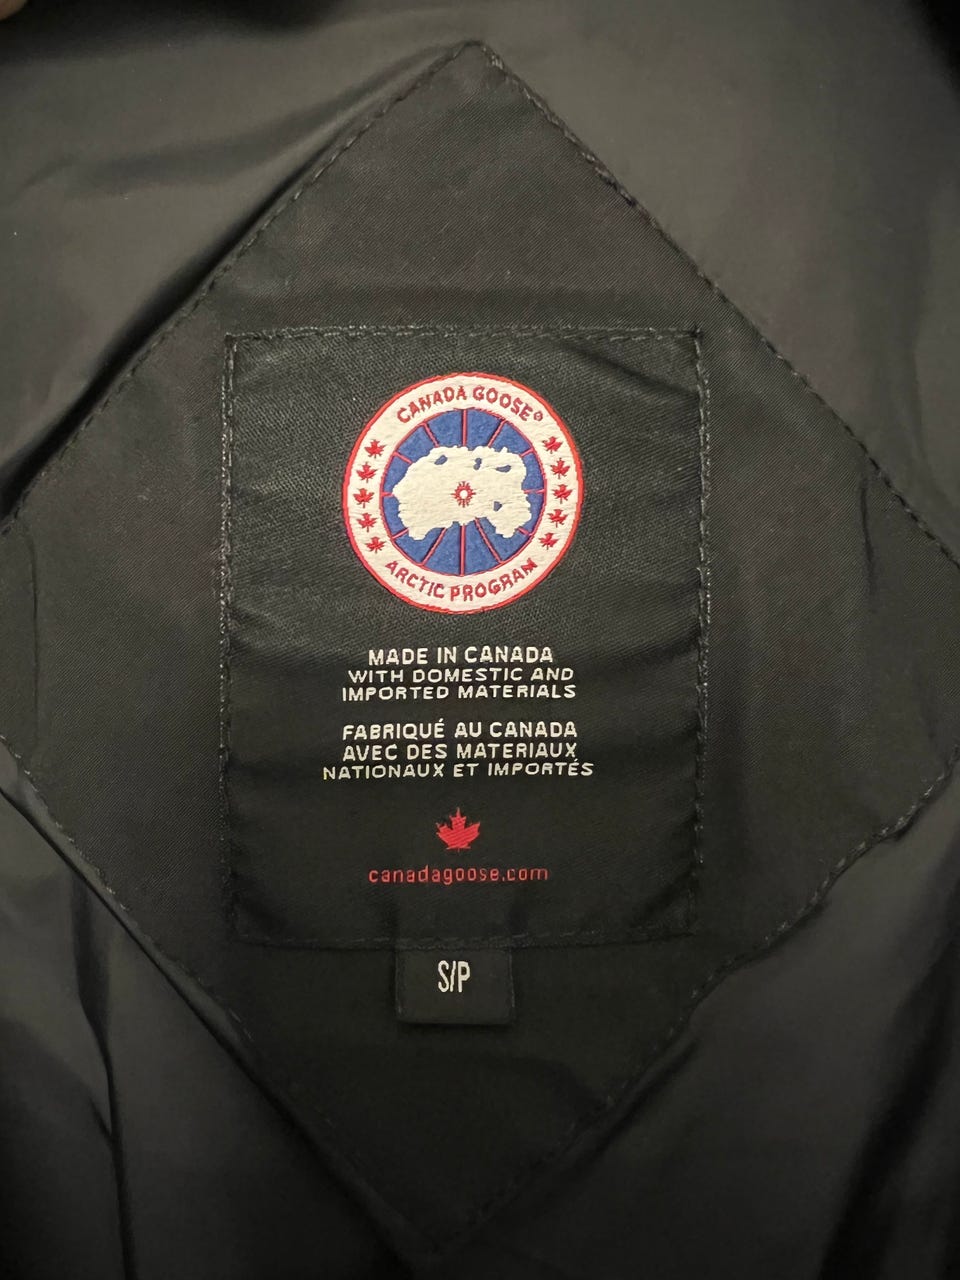 CANADA GOOSE®
ARCTIC PROGRAM
MADE IN CANADA
WITH DOMESTIC AND
IMPORTED MATERIALS
FABRIQUÉ AU CANADA
AVEC DES MATERIAUX
NATIONAUX ET IMPORTÉS
canadagoose.com
S/P